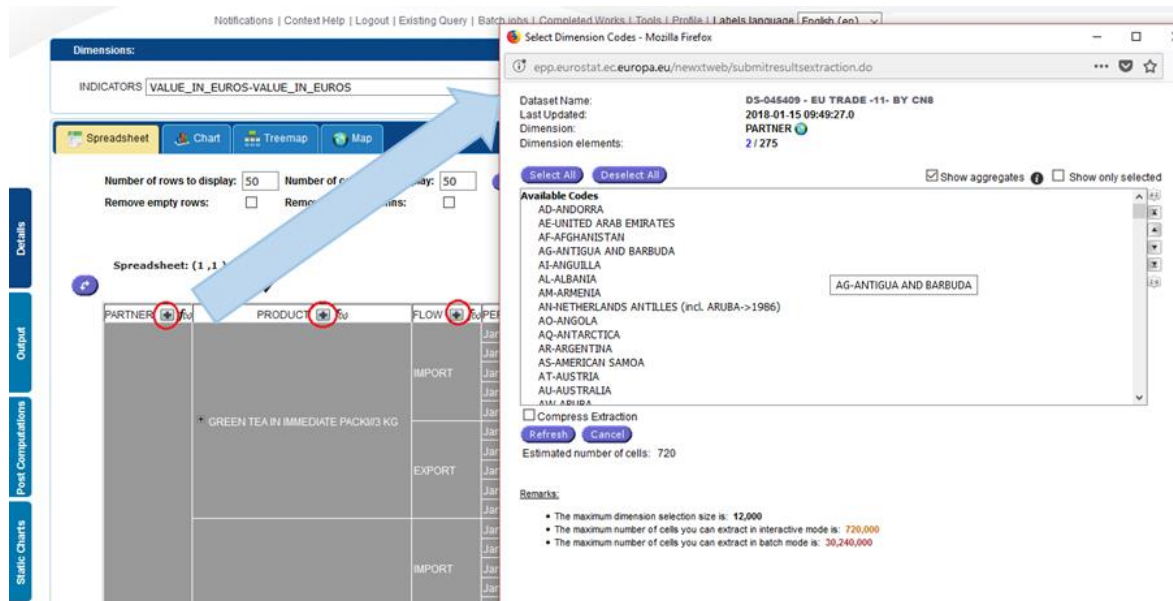 Notifications | Context Help | Logout | Existing Query | Batch jobs | Completed Works | Tools | Profile | Labels language English (en)
Dimensions:
INDICATORS VALUE_IN_EUROS-VALUE_IN_EUROS
Spreadsheet Chart Treemap Map
Number of rows to display: 50 Number of 50
Remove empty rows:
Spreadsheet: (1 ,1
PARTNER PRODUCT FLOW PER
GREEN TEA IN IMMEDIATE PACK\\/3 KG
IMPORT
EXPORT
IMPORT
Jan
Details
Output
Post Computations
Static Charts
Select Dimension Codes - Mozilla Firefox
epp.eurostat.ec.europa.eu/newxtweb/submitresultsextraction.do
Dataset Name: DS-045409 - EU TRADE -11- BY CN8
Last Updated: 2018-01-15 09:49:27.0
Dimension: PARTNER
Dimension elements: 2 / 275
Select All Deselect All Show aggregates Show only selected
Available Codes
AD-ANDORRA
AE-UNITED ARAB EMIRATES
AF-AFGHANISTAN
AG-ANTIGUA AND BARBUDA
AI-ANGUILLA
AL-ALBANIA
AG-ANTIGUA AND BARBUDA
AM-ARMENIA
AN-NETHERLANDS ANTILLES (incl. ARUBA->1986)
AO-ANGOLA
AQ-ANTARCTICA
AR-ARGENTINA
AS-AMERICAN SAMOA
AT-AUSTRIA
AU-AUSTRALIA
AW-ARUBA
Compress Extraction
Refresh Cancel
Estimated number of cells: 720
Remarks:
The maximum dimension selection size is: 12,000
The maximum number of cells you can extract in interactive mode is: 720,000
The maximum number of cells you can extract in batch mode is: 30,240,000